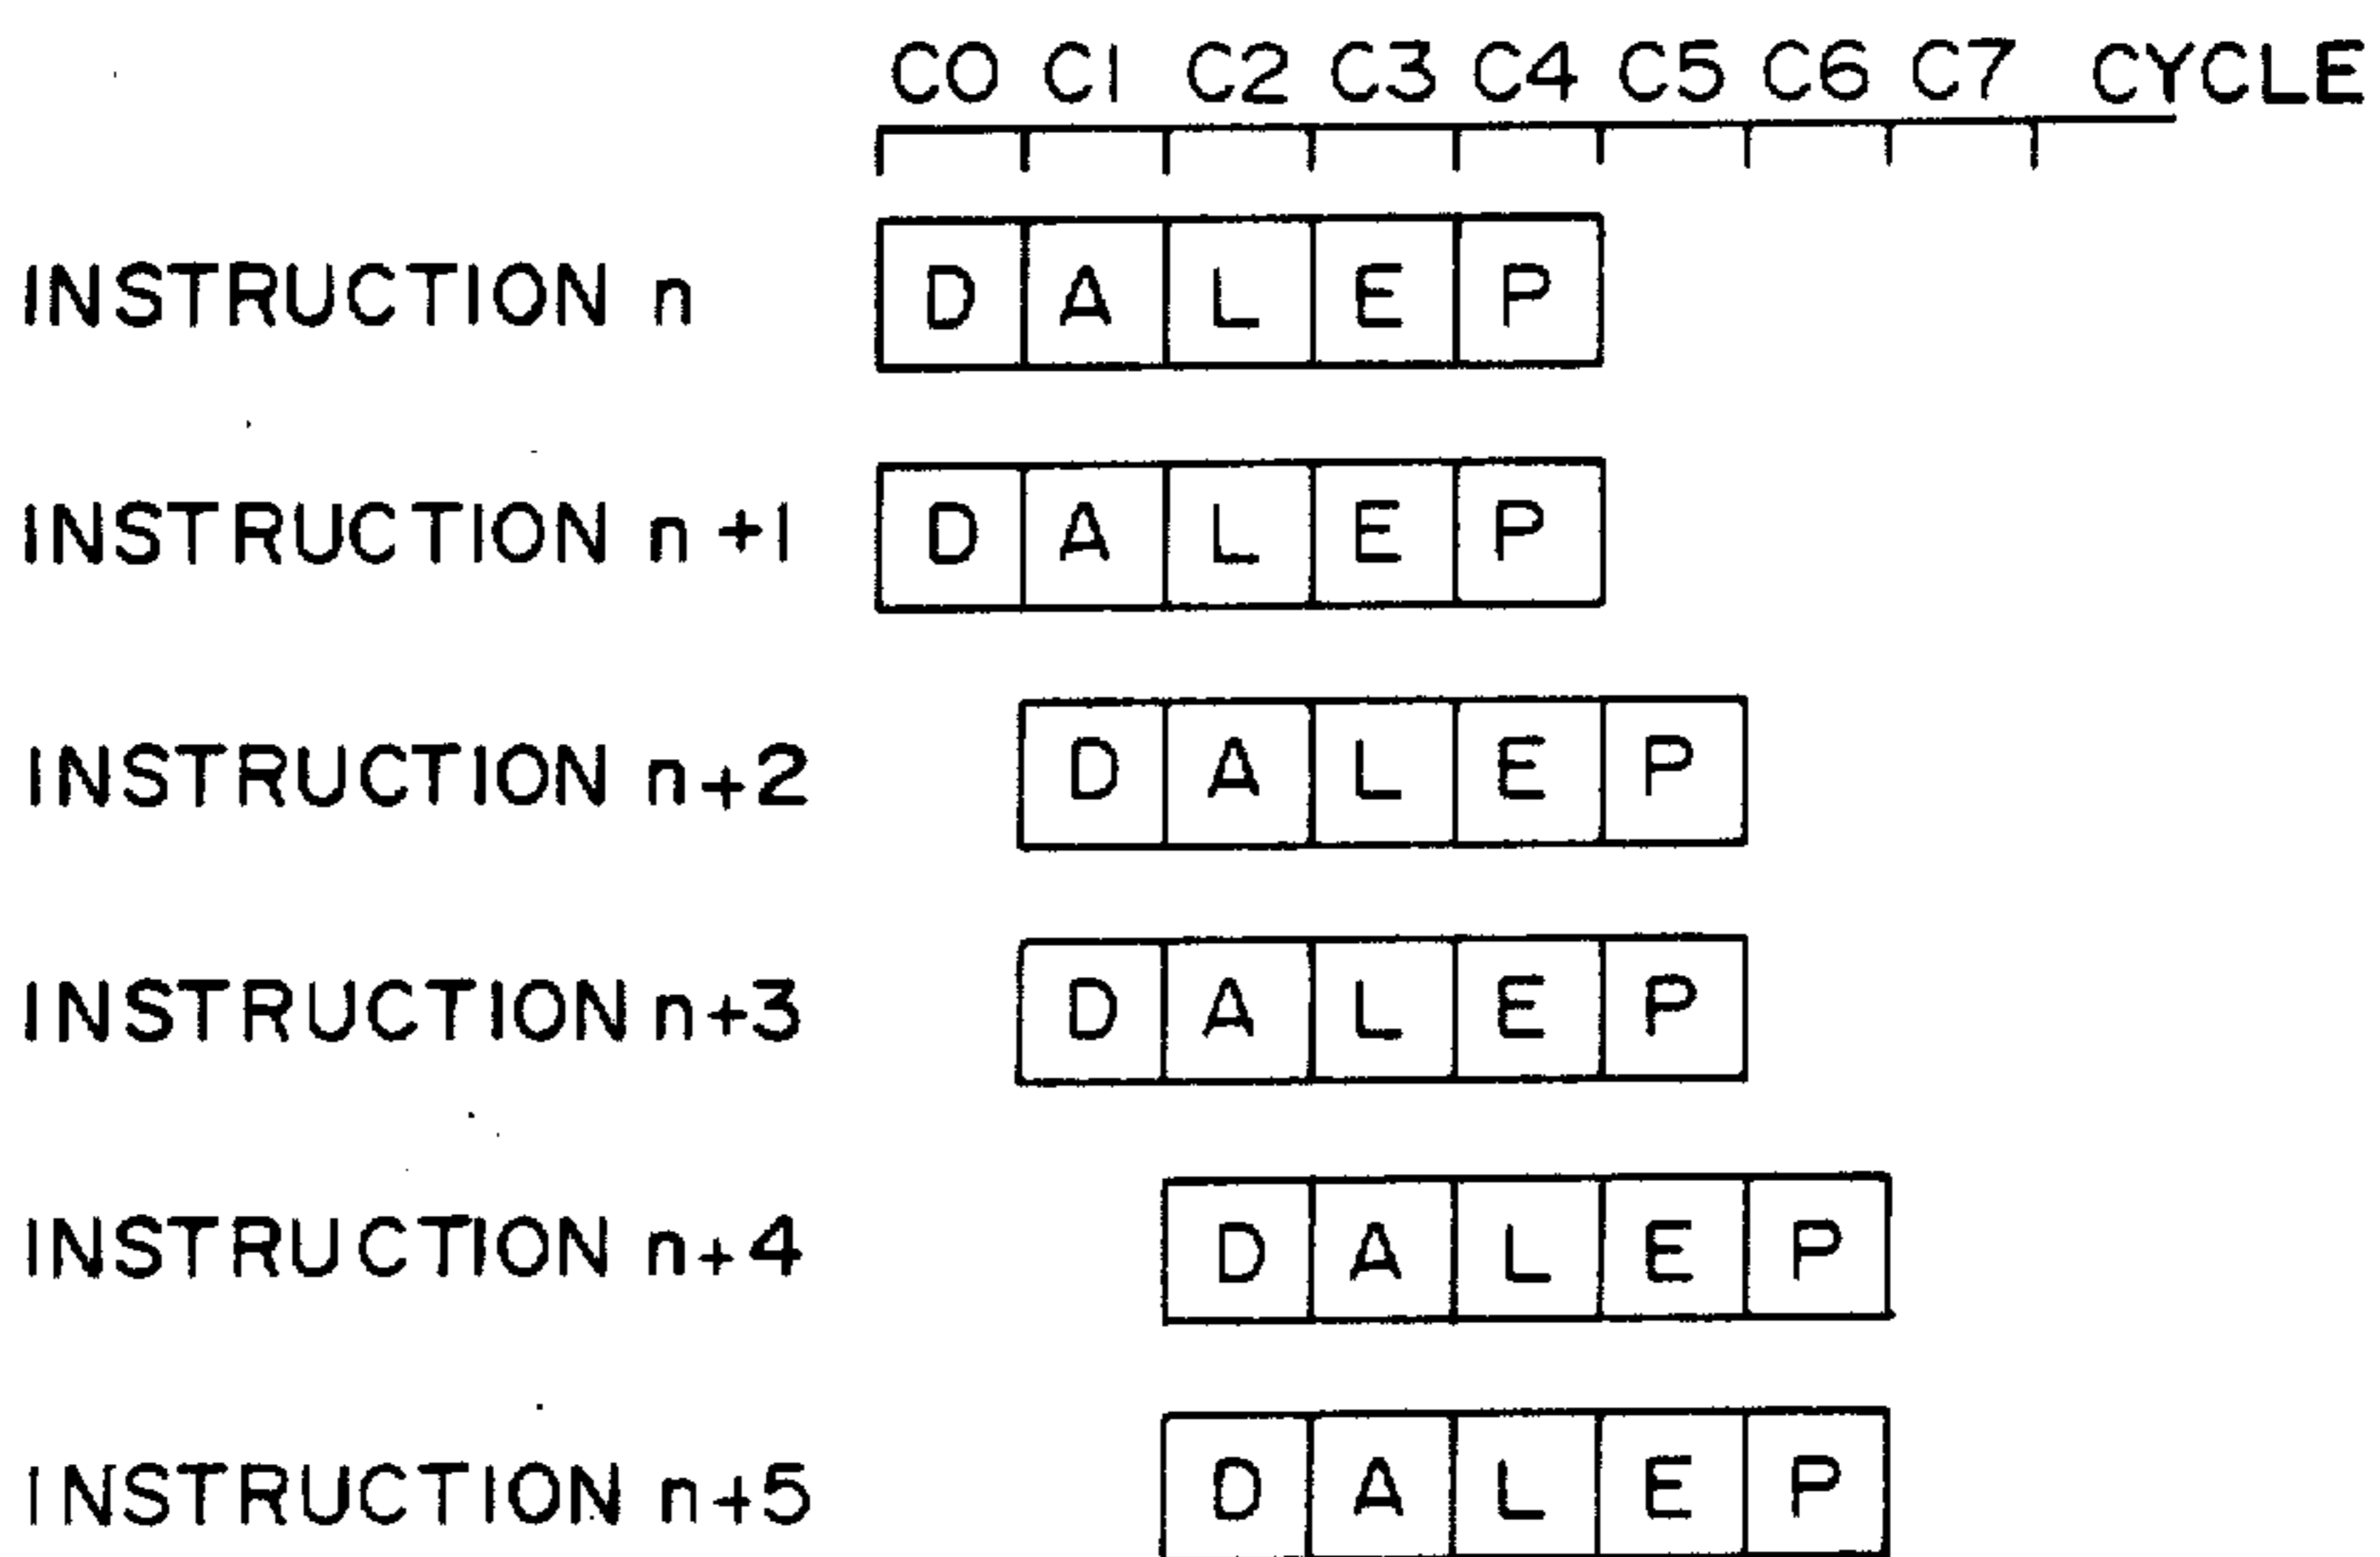 C0 C1 C2 C3 C4 C5 C6 C7 CYCLE
INSTRUCTION n D A L E P
INSTRUCTION n+1 D A L E P
INSTRUCTION n+2 D A L E P
INSTRUCTION n+3 D A L E P
INSTRUCTION n+4 D A L E P
INSTRUCTION n+5 D A L E P